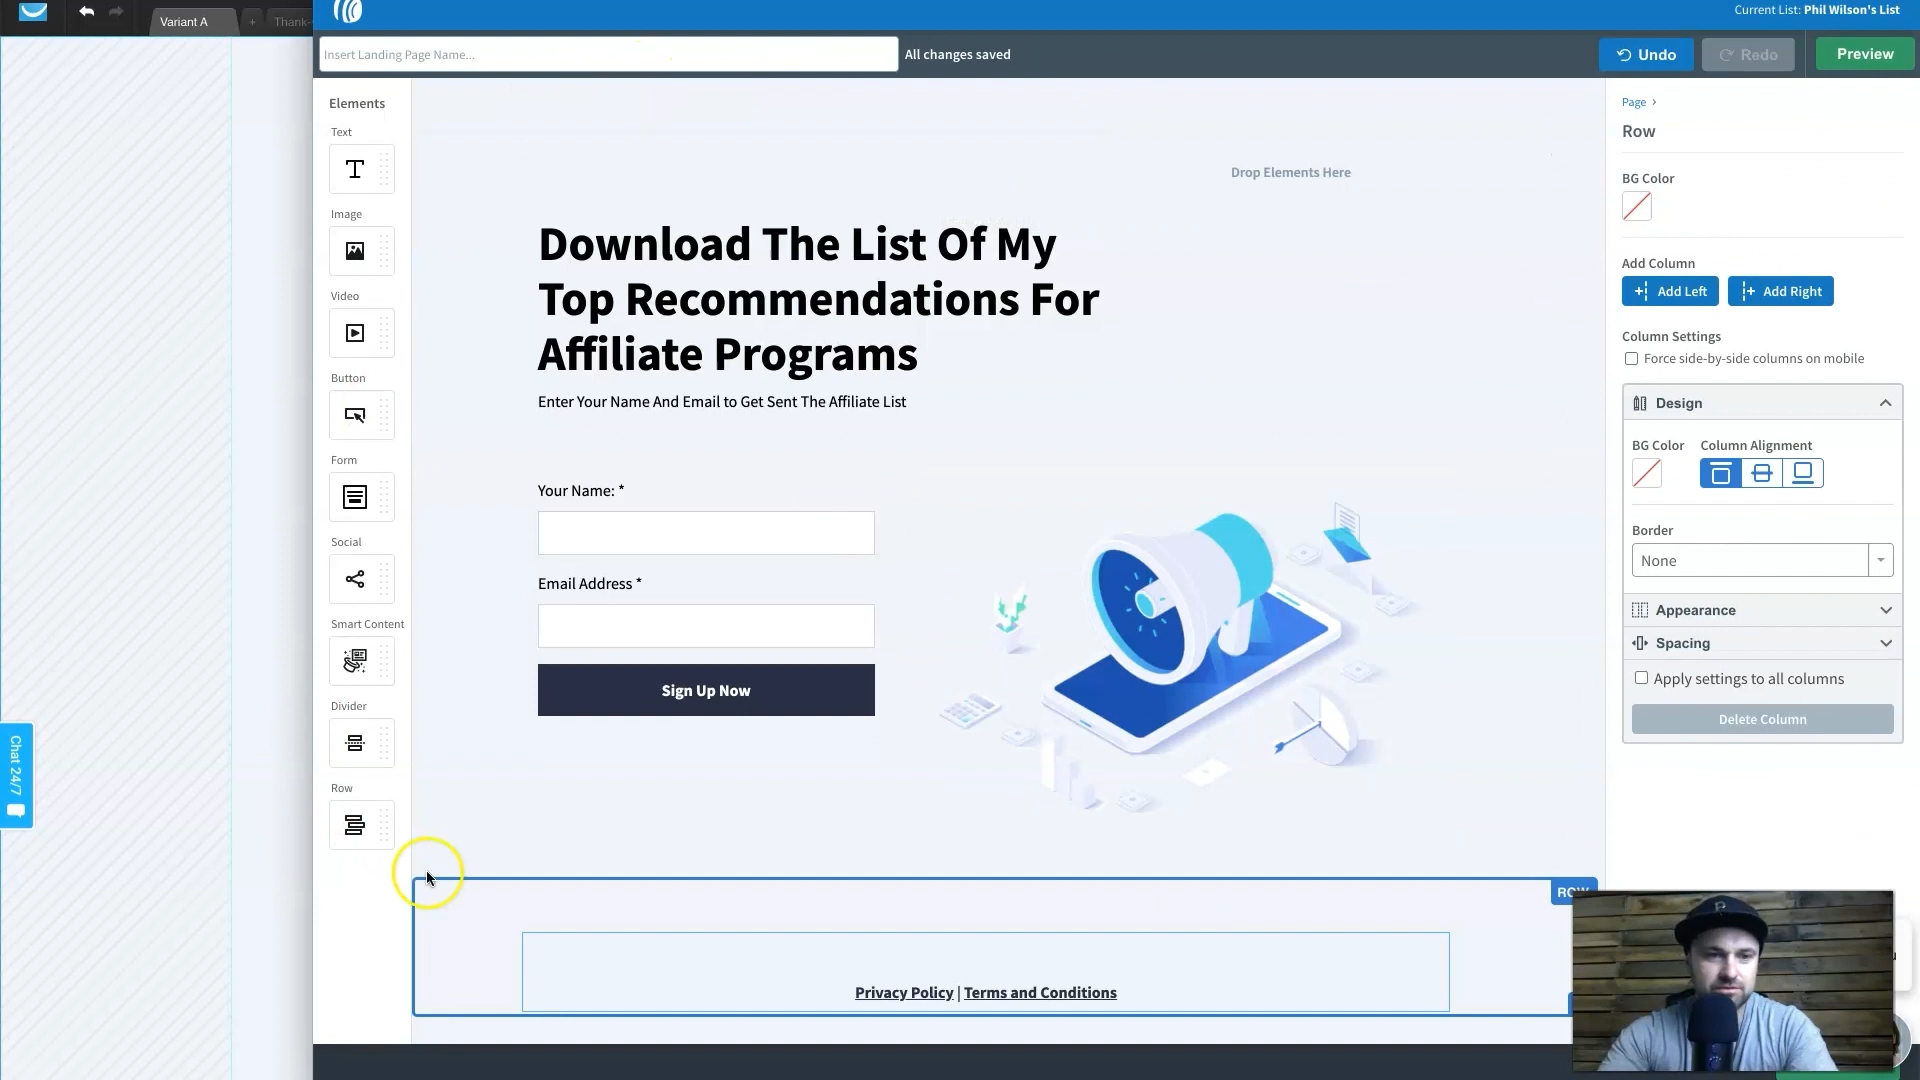 Variant A
+
Thank-
Current List: Phil Wilson's List
Insert Landing Page Name...
All changes saved
Undo
Redo
Preview
Elements
Text
Image
Video
Button
Form
Social
Smart Content
Divider
Row
Drop Elements Here
Download The List Of My
Top Recommendations For
Affiliate Programs
Enter Your Name And Email to Get Sent The Affiliate List
Your Name: *
Email Address *
Sign Up Now
ROW
Privacy Policy | Terms and Conditions
Page ›
Row
BG Color
Add Column
Add Left
Add Right
Column Settings
Force side-by-side columns on mobile
Design
BG Color
Column Alignment
Border
None
Appearance
Spacing
Apply settings to all columns
Delete Column
Chat 24/7